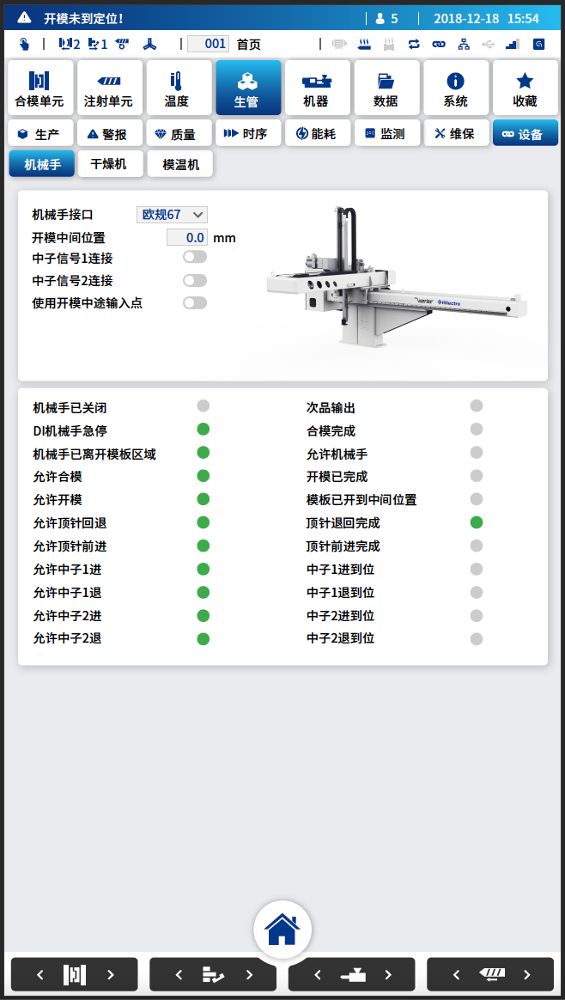 开模未到定位！ 5 2018-12-18 15:54
2 1 001 首页
合模单元 注射单元 温度 生管 机器 数据 系统 收藏
生产 警报 质量 时序 能耗 监测 维保 设备
机械手 干燥机 模温机
机械手接口 欧规67
开模中间位置 0.0 mm
中子信号1连接
中子信号2连接
使用开模中途输入点
Hilectro
机械手已关闭 次品输出
DI机械手急停 合模完成
机械手已离开模板区域 允许机械手
允许合模 开模已完成
允许开模 模板已开到中间位置
允许顶针回退 顶针退回完成
允许顶针前进 顶针前进完成
允许中子1进 中子1进到位
允许中子1退 中子1退到位
允许中子2进 中子2进到位
允许中子2退 中子2退到位